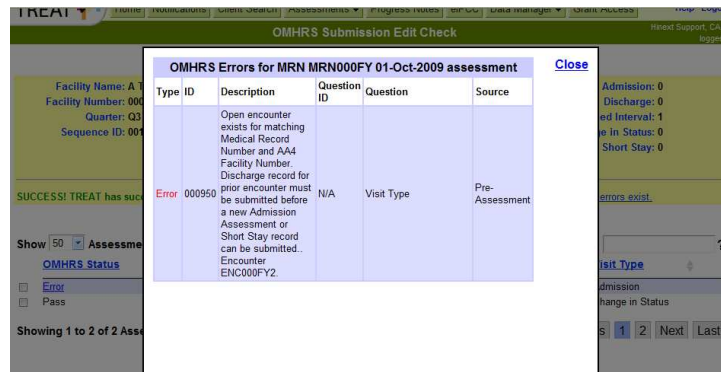 TREAT Home Notifications Client Search Assessments Progress Notes eIPCC Data Manager Grant Access Help
OMHRS Submission Edit Check
Hinext Support, CA
logge
OMHRS Errors for MRN MRN000FY 01-Oct-2009 assessment Close
Facility Name: A T
Facility Number: 000
Quarter: Q3
Sequence ID: 001
Admission: 0
Discharge: 0
ed Interval: 1
e in Status: 0
Short Stay: 0
Type ID Description Question ID Question Source
Error 000950
Open encounter
exists for matching
Medical Record
Number and AA4
Facility Number.
Discharge record for
prior encounter must
be submitted before
a new Admission
Assessment or
Short Stay record
can be submitted..
Encounter
ENC000FY2.
N/A Visit Type
Pre-
Assessment
SUCCESS! TREAT has succ
errors exist.
Show 50 Assessme
OMHRS Status
isit Type
Error
dmission
Pass
hange in Status
Showing 1 to 2 of 2 Asse
s 1 2 Next Last